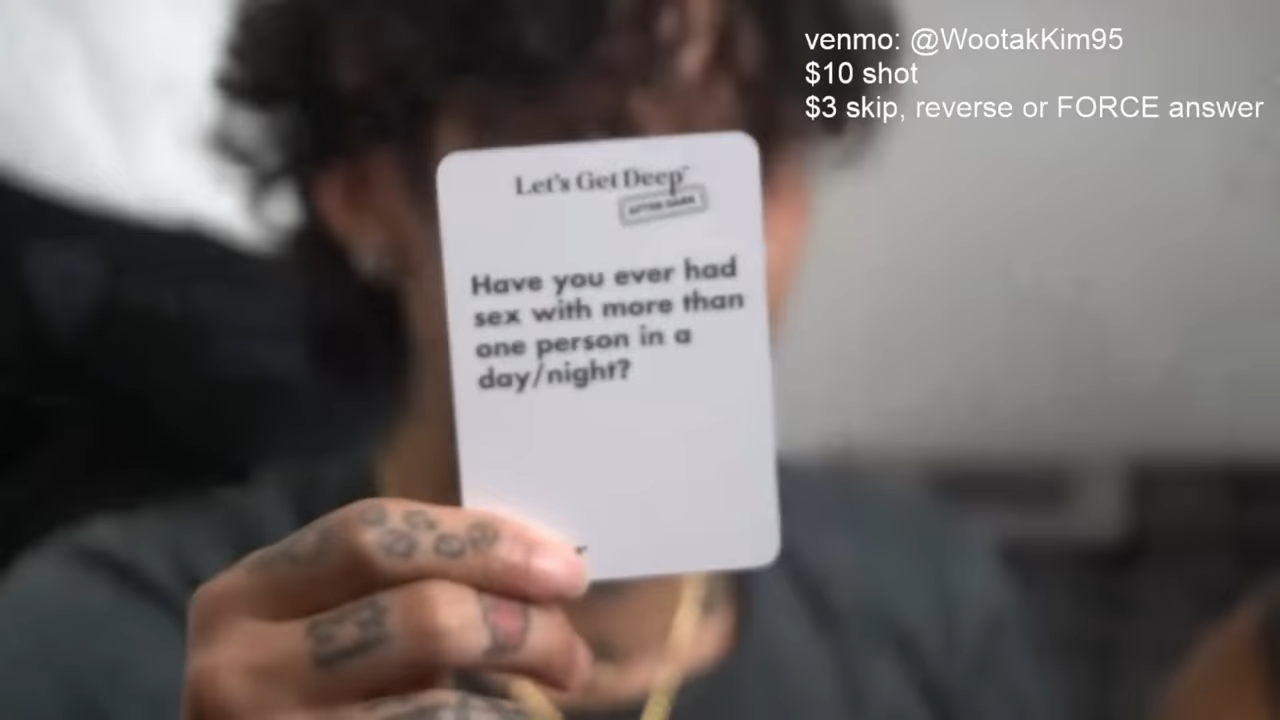 venmo: @WootakKim95
$10 shot
$3 skip, reverse or FORCE answer
Let's Get Deep™
AFTER DARK
Have you ever had
sex with more than
one person in a
day/night?